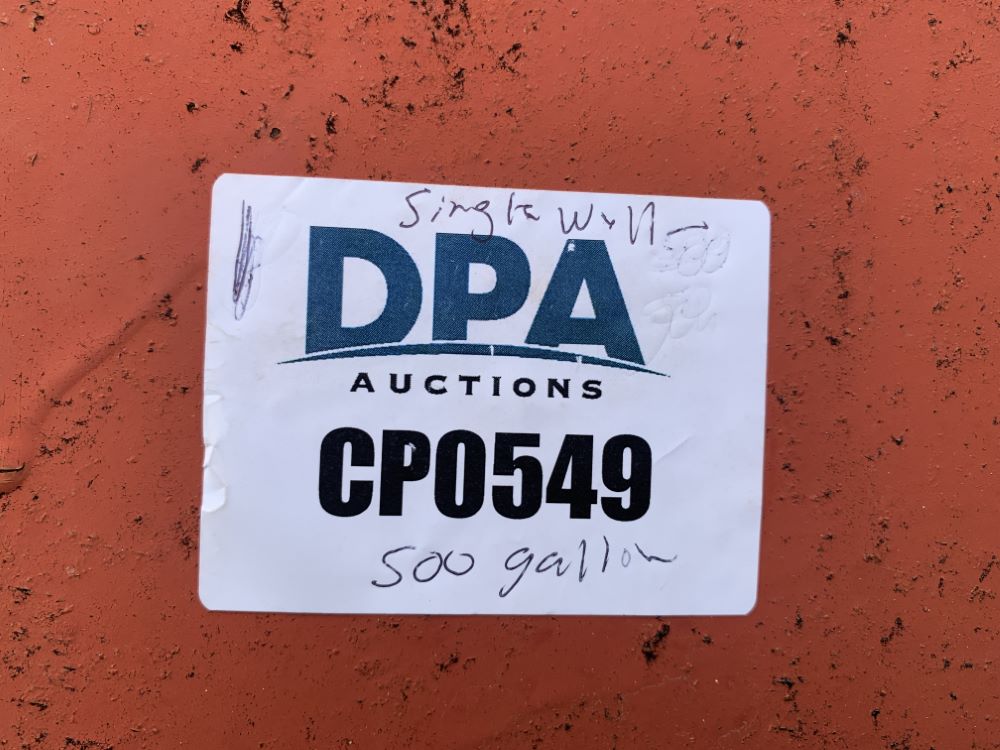 Single Wall
DPA
AUCTIONS
CP0549
500 gallon